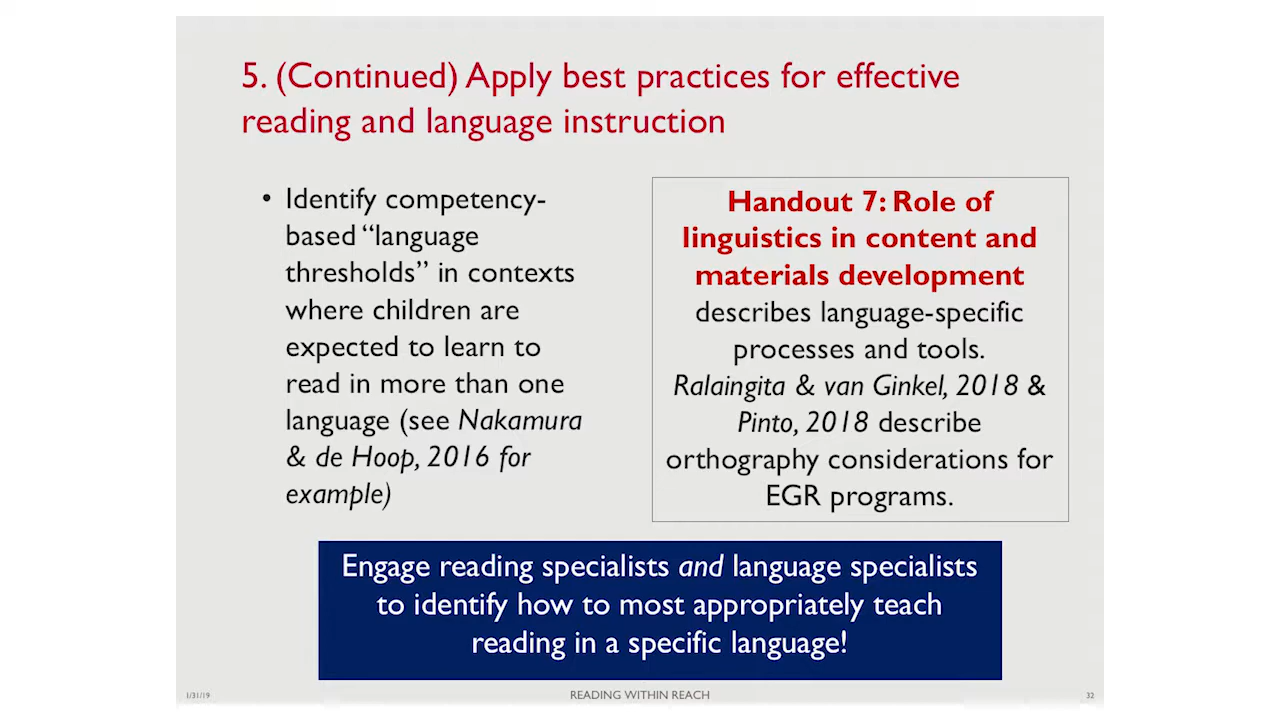 5. (Continued) Apply best practices for effective
reading and language instruction
• Identify competency-
based “language
thresholds” in contexts
where children are
expected to learn to
read in more than one
language (see Nakamura
& de Hoop, 2016 for
example)
Handout 7: Role of
linguistics in content and
materials development
describes language-specific
processes and tools.
Ralaingita & van Ginkel, 2018 &
Pinto, 2018 describe
orthography considerations for
EGR programs.
Engage reading specialists and language specialists
to identify how to most appropriately teach
reading in a specific language!
1/31/19
READING WITHIN REACH
32